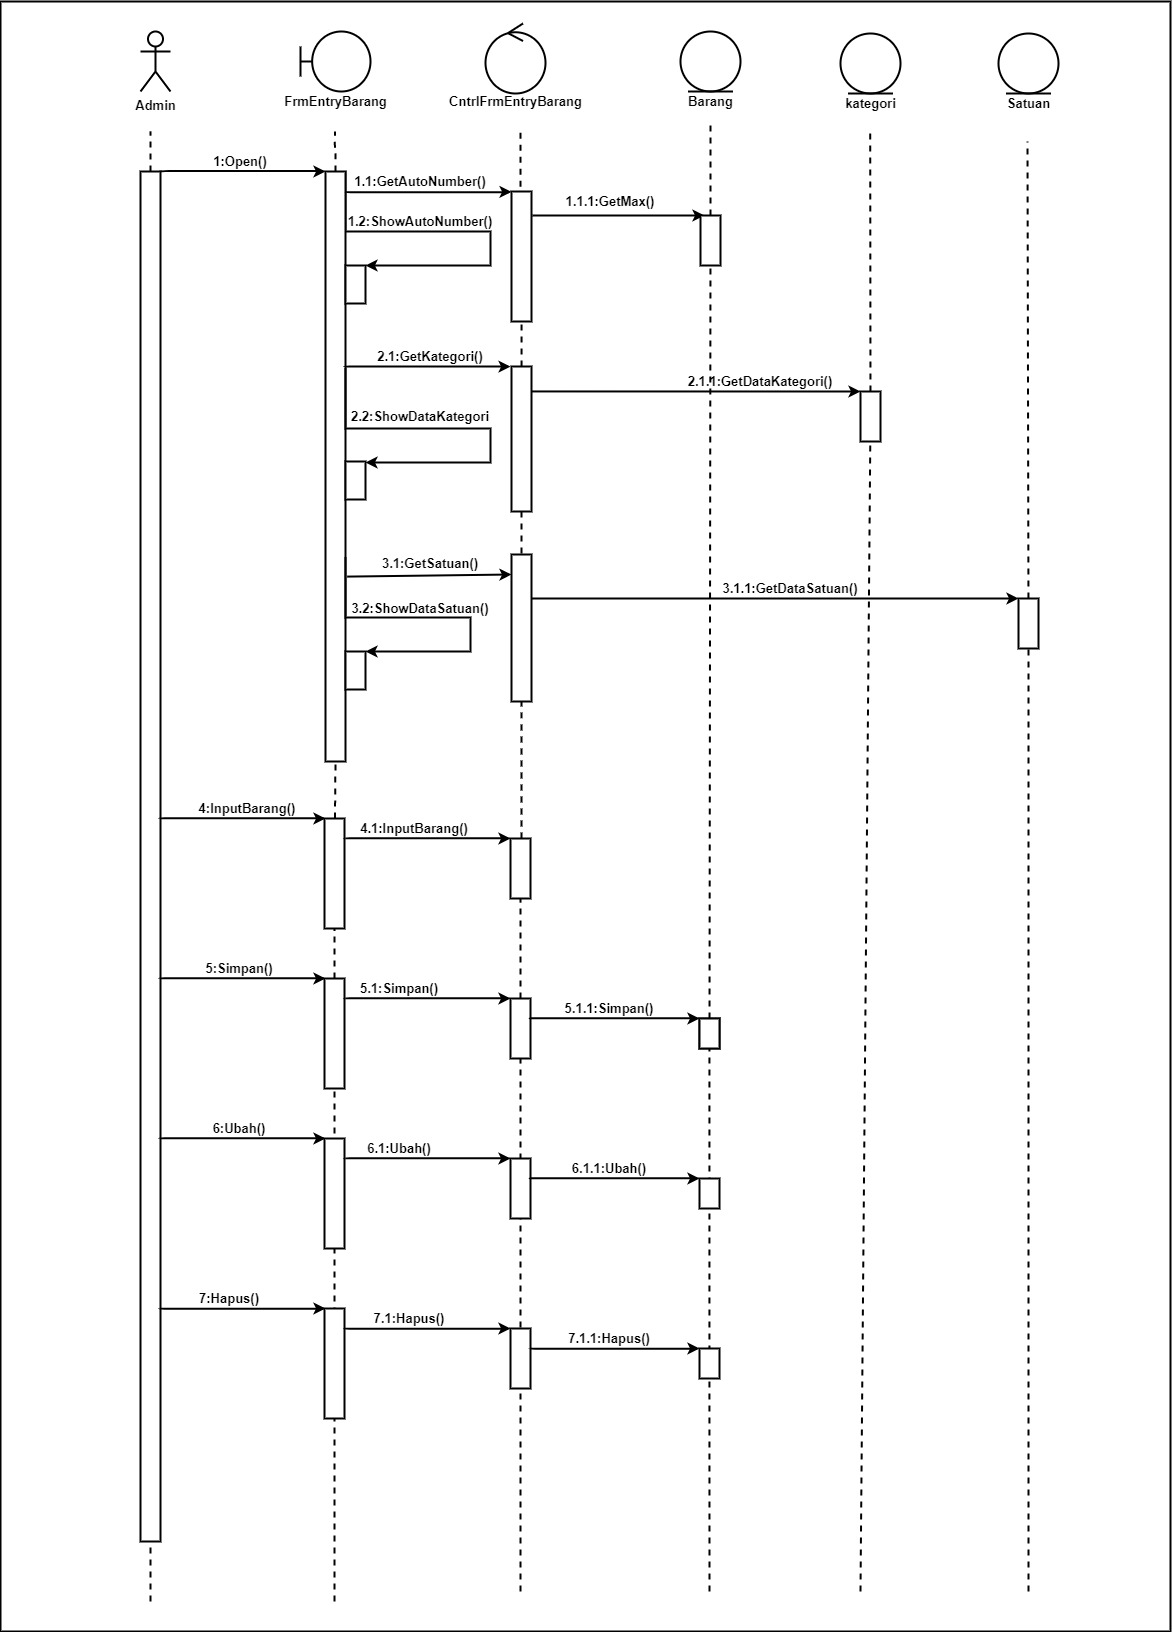 Admin
FrmEntryBarang
CntrlFrmEntryBarang
Barang
kategori
Satuan
1:Open()
1.1:GetAutoNumber()
1.1.1:GetMax()
1.2:ShowAutoNumber()
2.1:GetKategori()
2.1.1:GetDataKategori()
2.2:ShowDataKategori
3.1:GetSatuan()
3.1.1:GetDataSatuan()
3.2:ShowDataSatuan()
4:InputBarang()
4.1:InputBarang()
5:Simpan()
5.1:Simpan()
5.1.1:Simpan()
6:Ubah()
6.1:Ubah()
6.1.1:Ubah()
7:Hapus()
7.1:Hapus()
7.1.1:Hapus()